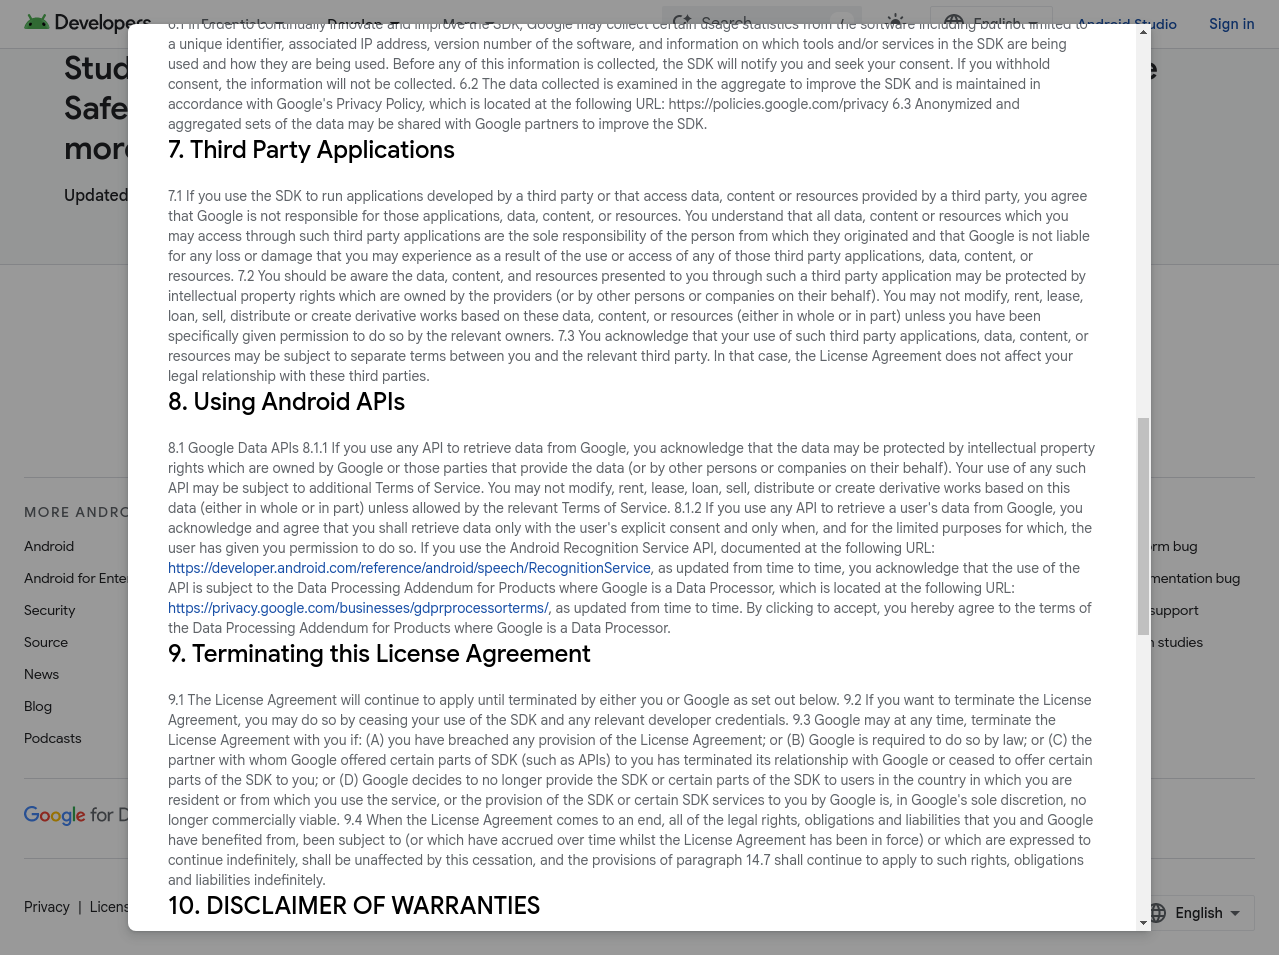 Developers
Search
English
Android Studio
Sign in
Stud
Safe
more
Updated
6.1 In order to continually innovate and improve the SDK, Google may collect certain usage statistics from the software including but not limited to
a unique identifier, associated IP address, version number of the software, and information on which tools and/or services in the SDK are being
used and how they are being used. Before any of this information is collected, the SDK will notify you and seek your consent. If you withhold
consent, the information will not be collected. 6.2 The data collected is examined in the aggregate to improve the SDK and is maintained in
accordance with Google's Privacy Policy, which is located at the following URL: https://policies.google.com/privacy 6.3 Anonymized and
aggregated sets of the data may be shared with Google partners to improve the SDK.
7. Third Party Applications
7.1 If you use the SDK to run applications developed by a third party or that access data, content or resources provided by a third party, you agree
that Google is not responsible for those applications, data, content, or resources. You understand that all data, content or resources which you
may access through such third party applications are the sole responsibility of the person from which they originated and that Google is not liable
for any loss or damage that you may experience as a result of the use or access of any of those third party applications, data, content, or
resources. 7.2 You should be aware the data, content, and resources presented to you through such a third party application may be protected by
intellectual property rights which are owned by the providers (or by other persons or companies on their behalf). You may not modify, rent, lease,
loan, sell, distribute or create derivative works based on these data, content, or resources (either in whole or in part) unless you have been
specifically given permission to do so by the relevant owners. 7.3 You acknowledge that your use of such third party applications, data, content, or
resources may be subject to separate terms between you and the relevant third party. In that case, the License Agreement does not affect your
legal relationship with these third parties.
8. Using Android APIs
8.1 Google Data APIs 8.1.1 If you use any API to retrieve data from Google, you acknowledge that the data may be protected by intellectual property
rights which are owned by Google or those parties that provide the data (or by other persons or companies on their behalf). Your use of any such
API may be subject to additional Terms of Service. You may not modify, rent, lease, loan, sell, distribute or create derivative works based on this
data (either in whole or in part) unless allowed by the relevant Terms of Service. 8.1.2 If you use any API to retrieve a user's data from Google, you
acknowledge and agree that you shall retrieve data only with the user's explicit consent and only when, and for the limited purposes for which, the
user has given you permission to do so. If you use the Android Recognition Service API, documented at the following URL:
https://developer.android.com/reference/android/speech/RecognitionService, as updated from time to time, you acknowledge that the use of the
API is subject to the Data Processing Addendum for Products where Google is a Data Processor, which is located at the following URL:
https://privacy.google.com/businesses/gdprprocessorterms/, as updated from time to time. By clicking to accept, you hereby agree to the terms of
the Data Processing Addendum for Products where Google is a Data Processor.
9. Terminating this License Agreement
9.1 The License Agreement will continue to apply until terminated by either you or Google as set out below. 9.2 If you want to terminate the License
Agreement, you may do so by ceasing your use of the SDK and any relevant developer credentials. 9.3 Google may at any time, terminate the
License Agreement with you if: (A) you have breached any provision of the License Agreement; or (B) Google is required to do so by law; or (C) the
partner with whom Google offered certain parts of SDK (such as APIs) to you has terminated its relationship with Google or ceased to offer certain
parts of the SDK to you; or (D) Google decides to no longer provide the SDK or certain parts of the SDK to users in the country in which you are
resident or from which you use the service, or the provision of the SDK or certain SDK services to you by Google is, in Google's sole discretion, no
longer commercially viable. 9.4 When the License Agreement comes to an end, all of the legal rights, obligations and liabilities that you and Google
have benefited from, been subject to (or which have accrued over time whilst the License Agreement has been in force) or which are expressed to
continue indefinitely, shall be unaffected by this cessation, and the provisions of paragraph 14.7 shall continue to apply to such rights, obligations
and liabilities indefinitely.
10. DISCLAIMER OF WARRANTIES
MORE ANDRO
Android
Android for Enter
Security
Source
News
Blog
Podcasts
orm bug
mentation bug
support
h studies
Google for D
Privacy | Licens
English